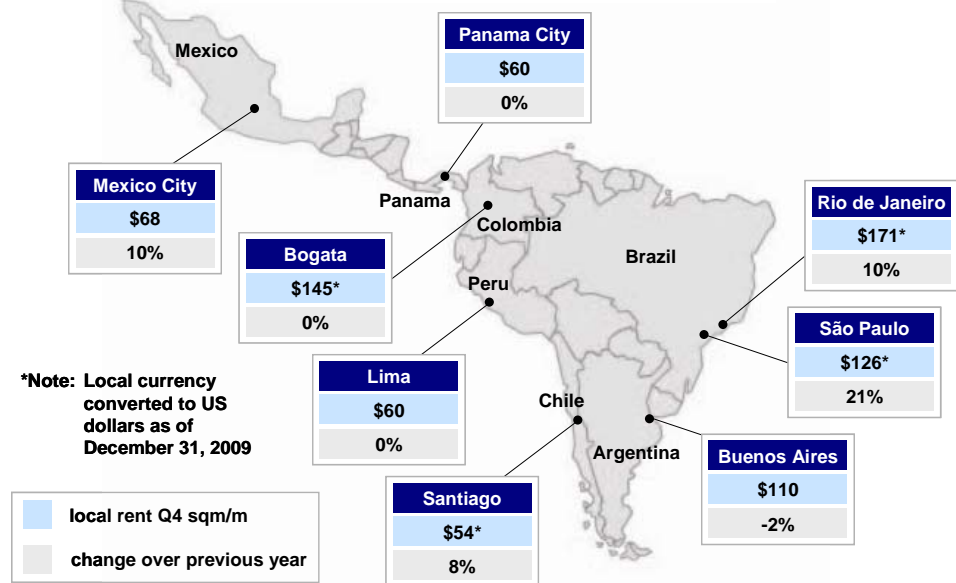 Mexico
Panama City
$60
0%
Mexico City
$68
10%
Panama
Colombia
Rio de Janeiro
$171*
10%
Bogata
$145*
0%
Brazil
Peru
São Paulo
$126*
21%
*Note: Local currency
converted to US
dollars as of
December 31, 2009
Lima
$60
0%
Chile
Argentina
Buenos Aires
$110
-2%
Santiago
$54*
8%
local rent Q4 sqm/m
change over previous year